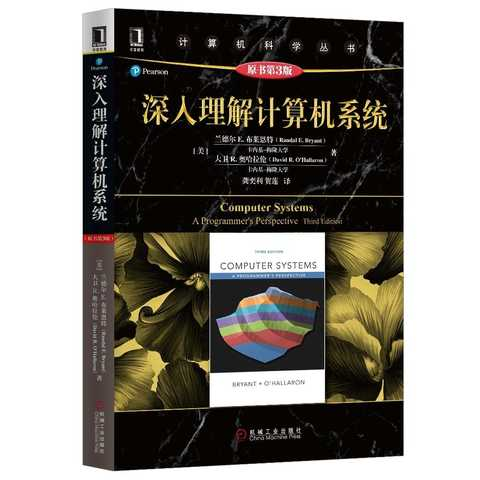 计算机科学丛书
原书第3版
Pearson
深入理解计算机系统
兰德尔 E. 布莱恩特 (Randal E. Bryant)
卡内基-梅隆大学
[美]
著
大卫 R. 奥哈拉伦 (David R. O'Hallaron)
卡内基-梅隆大学
龚奕利 贺莲 译
Computer Systems
A Programmer's Perspective Third Edition
THIRD EDITION
COMPUTER SYSTEMS
A PROGRAMMER'S PERSPECTIVE
BRYANT • O'HALLARON
机械工业出版社
China Machine Press
Pearson
深入理解计算机系统
(原书第3版)
[美]
兰德尔 E. 布莱恩特 (Randal E. Bryant)
大卫 R. 奥哈拉伦 (David R. O'Hallaron)
著
机械工业出版社
China Machine Press